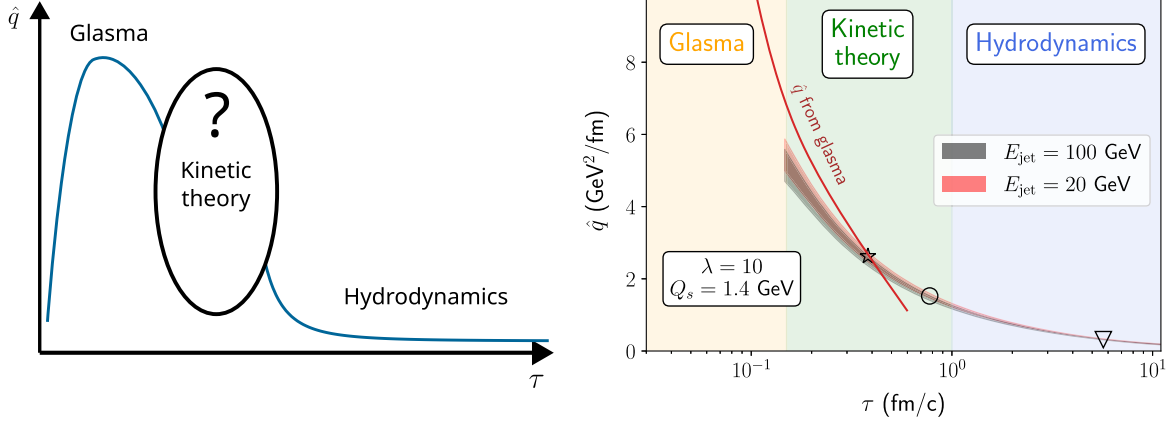 q̂
Glasma
?
Kinetic
theory
Hydrodynamics
τ
Glasma
Kinetic
theory
Hydrodynamics
q̂ from glasma
E_jet = 100 GeV
E_jet = 20 GeV
λ = 10
Q_s = 1.4 GeV
q̂ (GeV²/fm)
8
6
4
2
0
10⁻¹
10⁰
10¹
τ (fm/c)